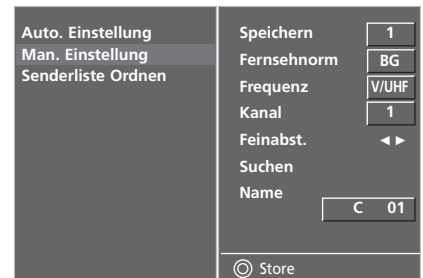 Auto. Einstellung
Man. Einstellung
Senderliste Ordnen
Speichern 1
Fernsehnorm BG
Frequenz V/UHF
Kanal 1
Feinabst. ◄ ►
Suchen
Name
C 01
Store